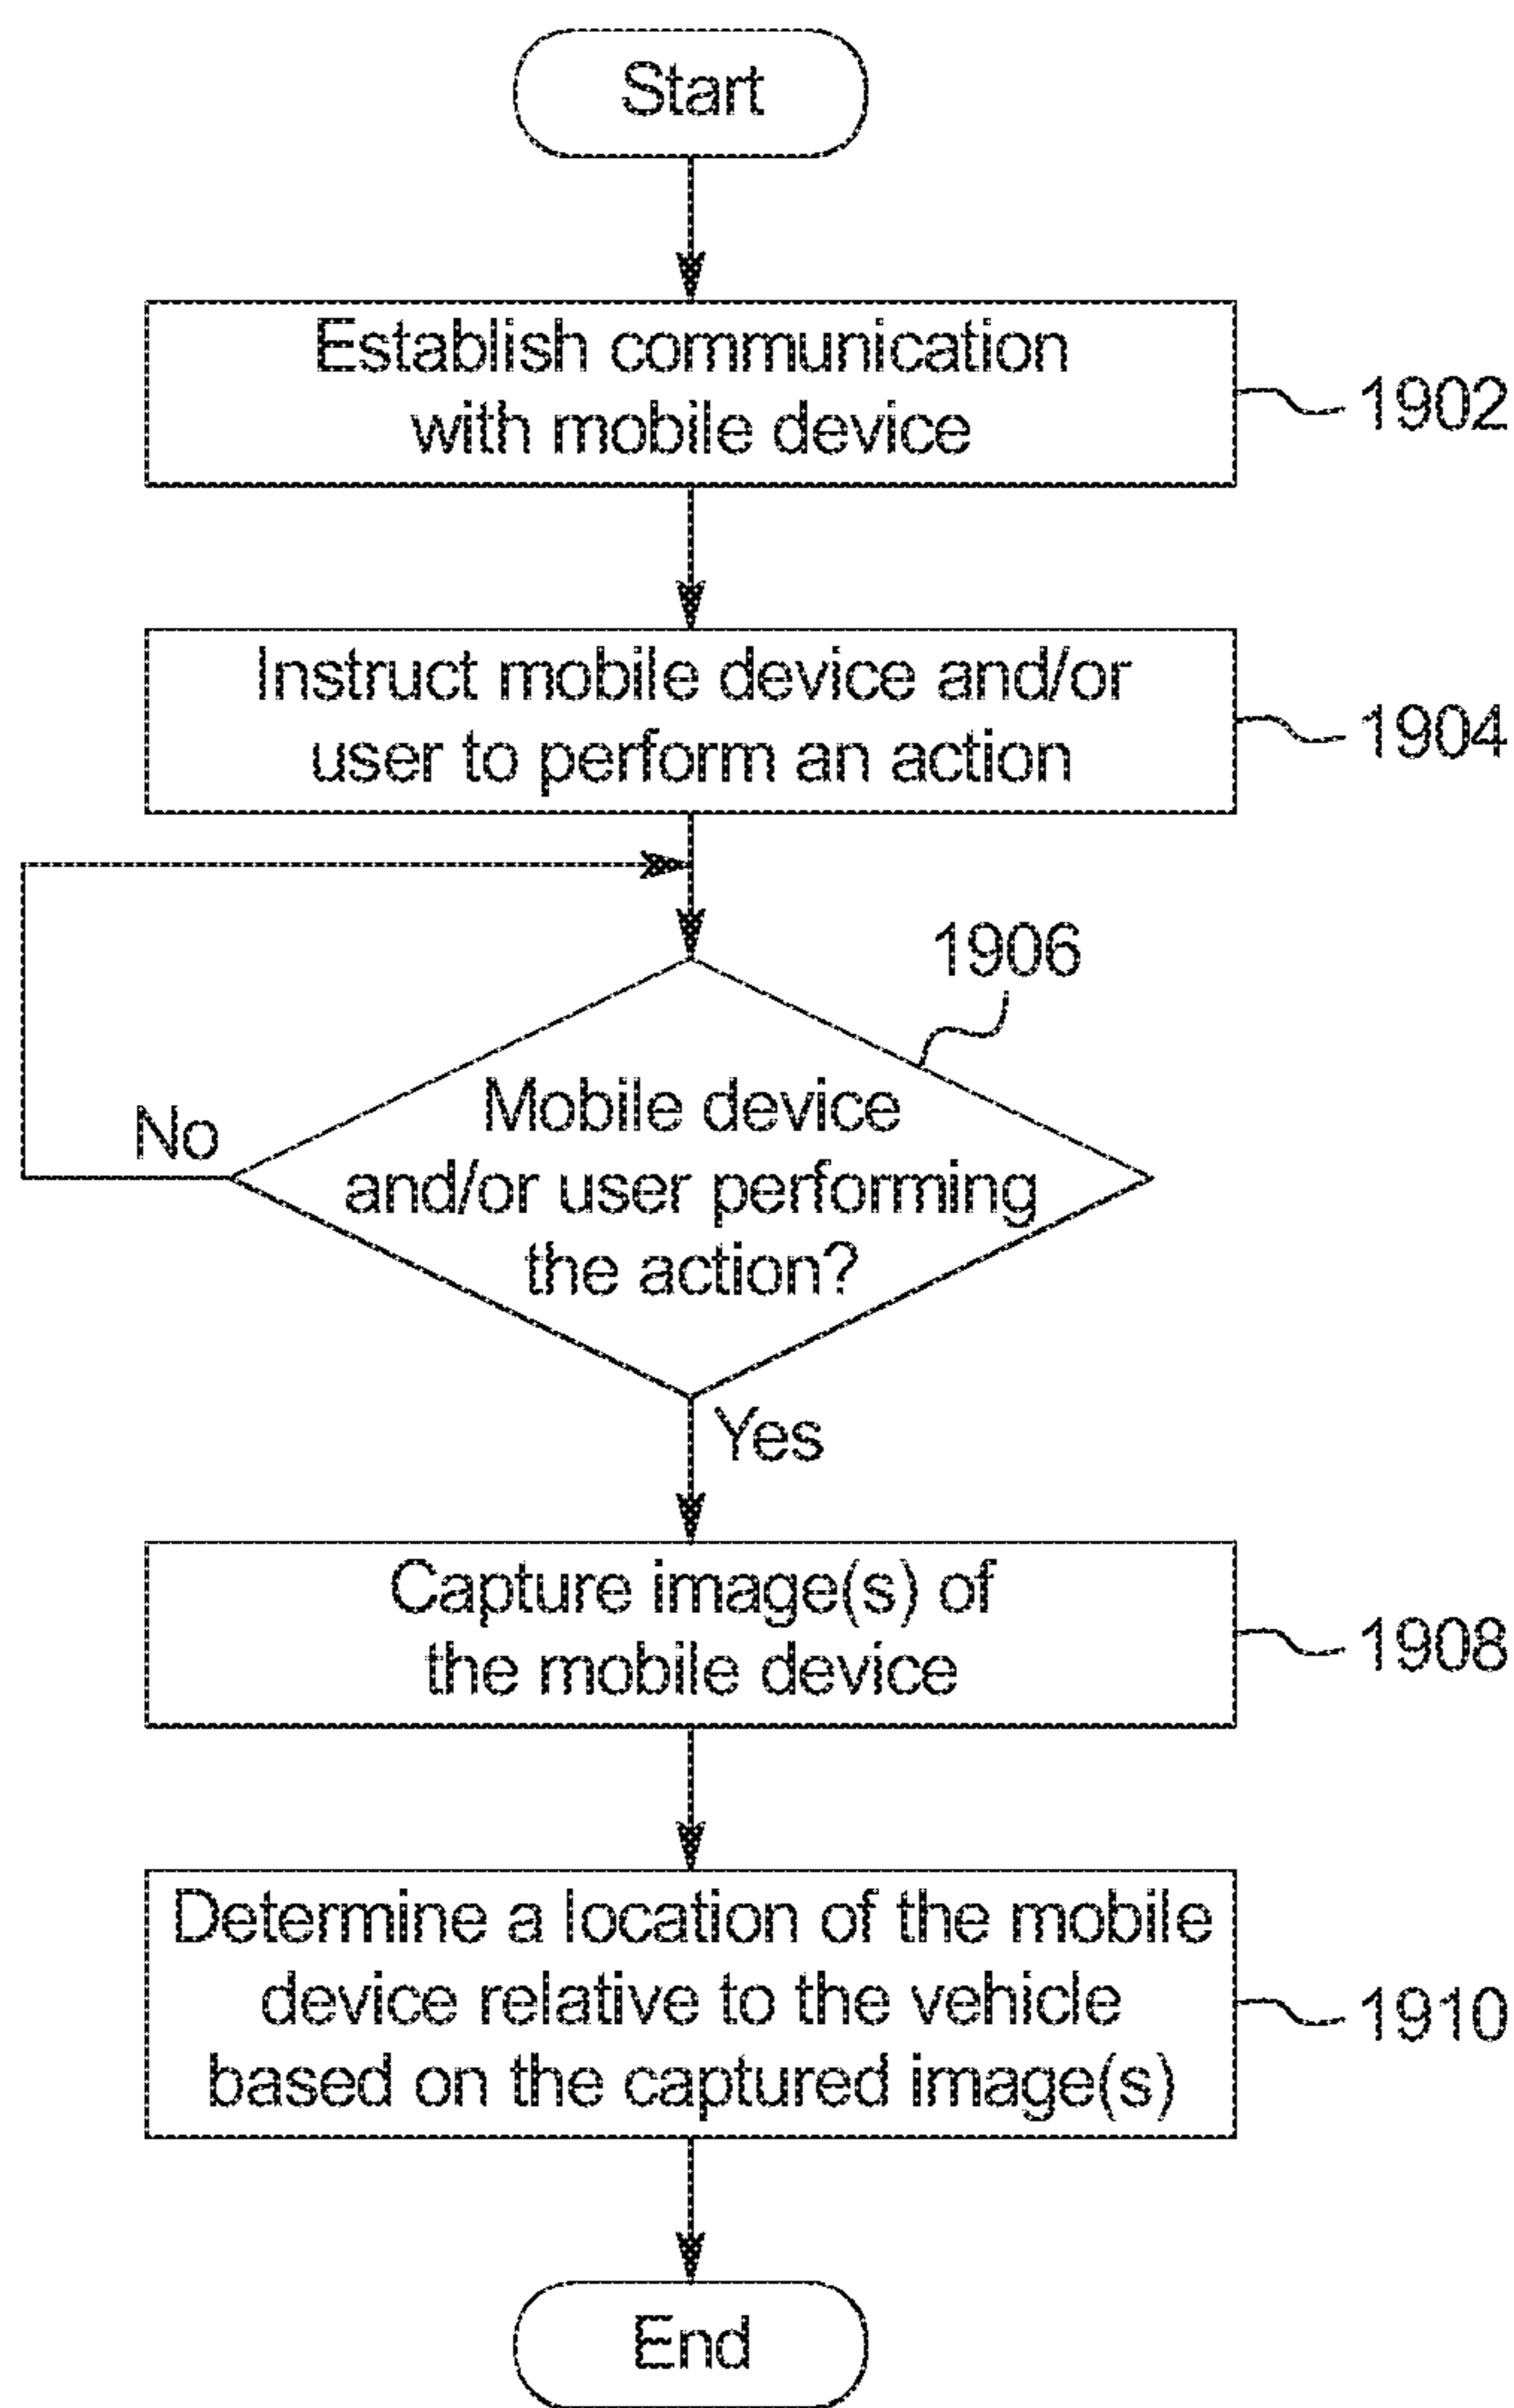 Start
Establish communication
with mobile device
1902
Instruct mobile device and/or
user to perform an action
1904
1906
Mobile device
and/or user performing
the action?
No
Yes
Capture image(s) of
the mobile device
1908
Determine a location of the mobile
device relative to the vehicle
based on the captured image(s)
1910
End